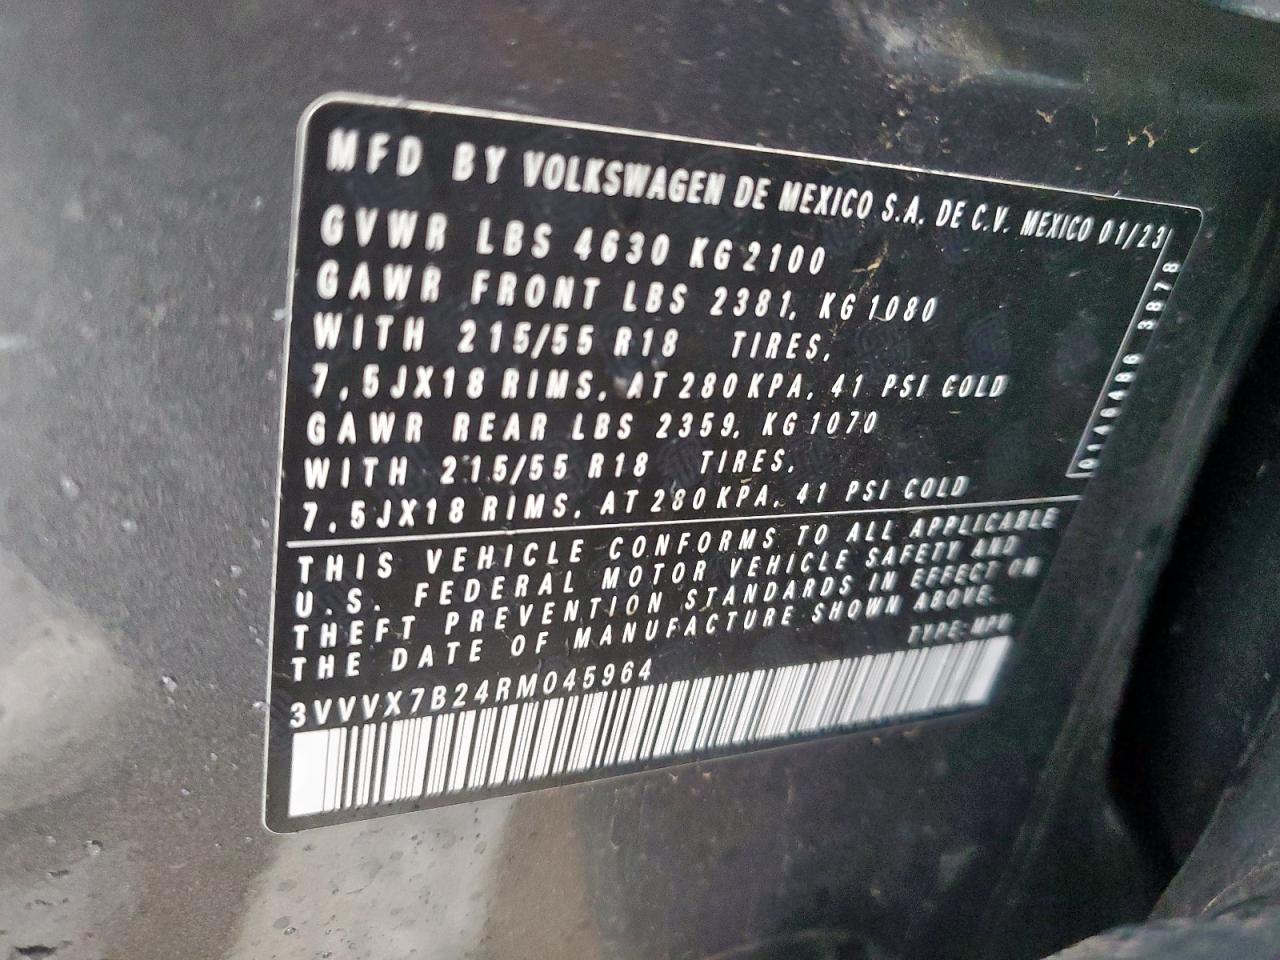 MFD BY VOLKSWAGEN DE MEXICO S.A. DE C.V. MEXICO 01/23
GVWR LBS 4630 KG 2100
GAWR FRONT LBS 2381, KG 1080
WITH 215/55 R18 TIRES,
7,5JX18 RIMS, AT 280 KPA, 41 PSI COLD
GAWR REAR LBS 2359, KG 1070
WITH 215/55 R18 TIRES,
7,5JX18 RIMS, AT 280 KPA, 41 PSI COLD
0146486 3878
THIS VEHICLE CONFORMS TO ALL APPLICABLE
U.S. FEDERAL MOTOR VEHICLE SAFETY AND
THEFT PREVENTION STANDARDS IN EFFECT ON
THE DATE OF MANUFACTURE SHOWN ABOVE.
TYPE: MPV
3VVVX7B24RM045964